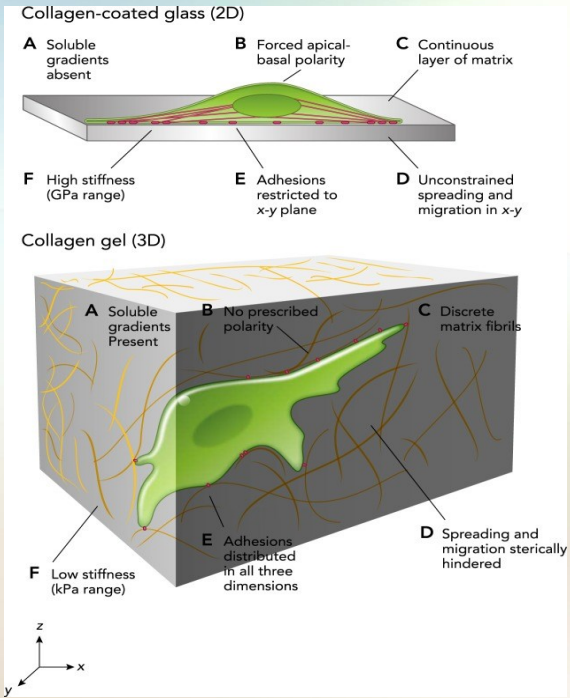 Collagen-coated glass (2D)
A Soluble
gradients
absent
B Forced apical-
basal polarity
C Continuous
layer of matrix
F High stiffness
(GPa range)
E Adhesions
restricted to
x-y plane
D Unconstrained
spreading and
migration in x-y
Collagen gel (3D)
A Soluble
gradients
Present
B No prescribed
polarity
C Discrete
matrix fibrils
E Adhesions
distributed
in all three
dimensions
D Spreading and
migration sterically
hindered
F Low stiffness
(kPa range)
z
x
y